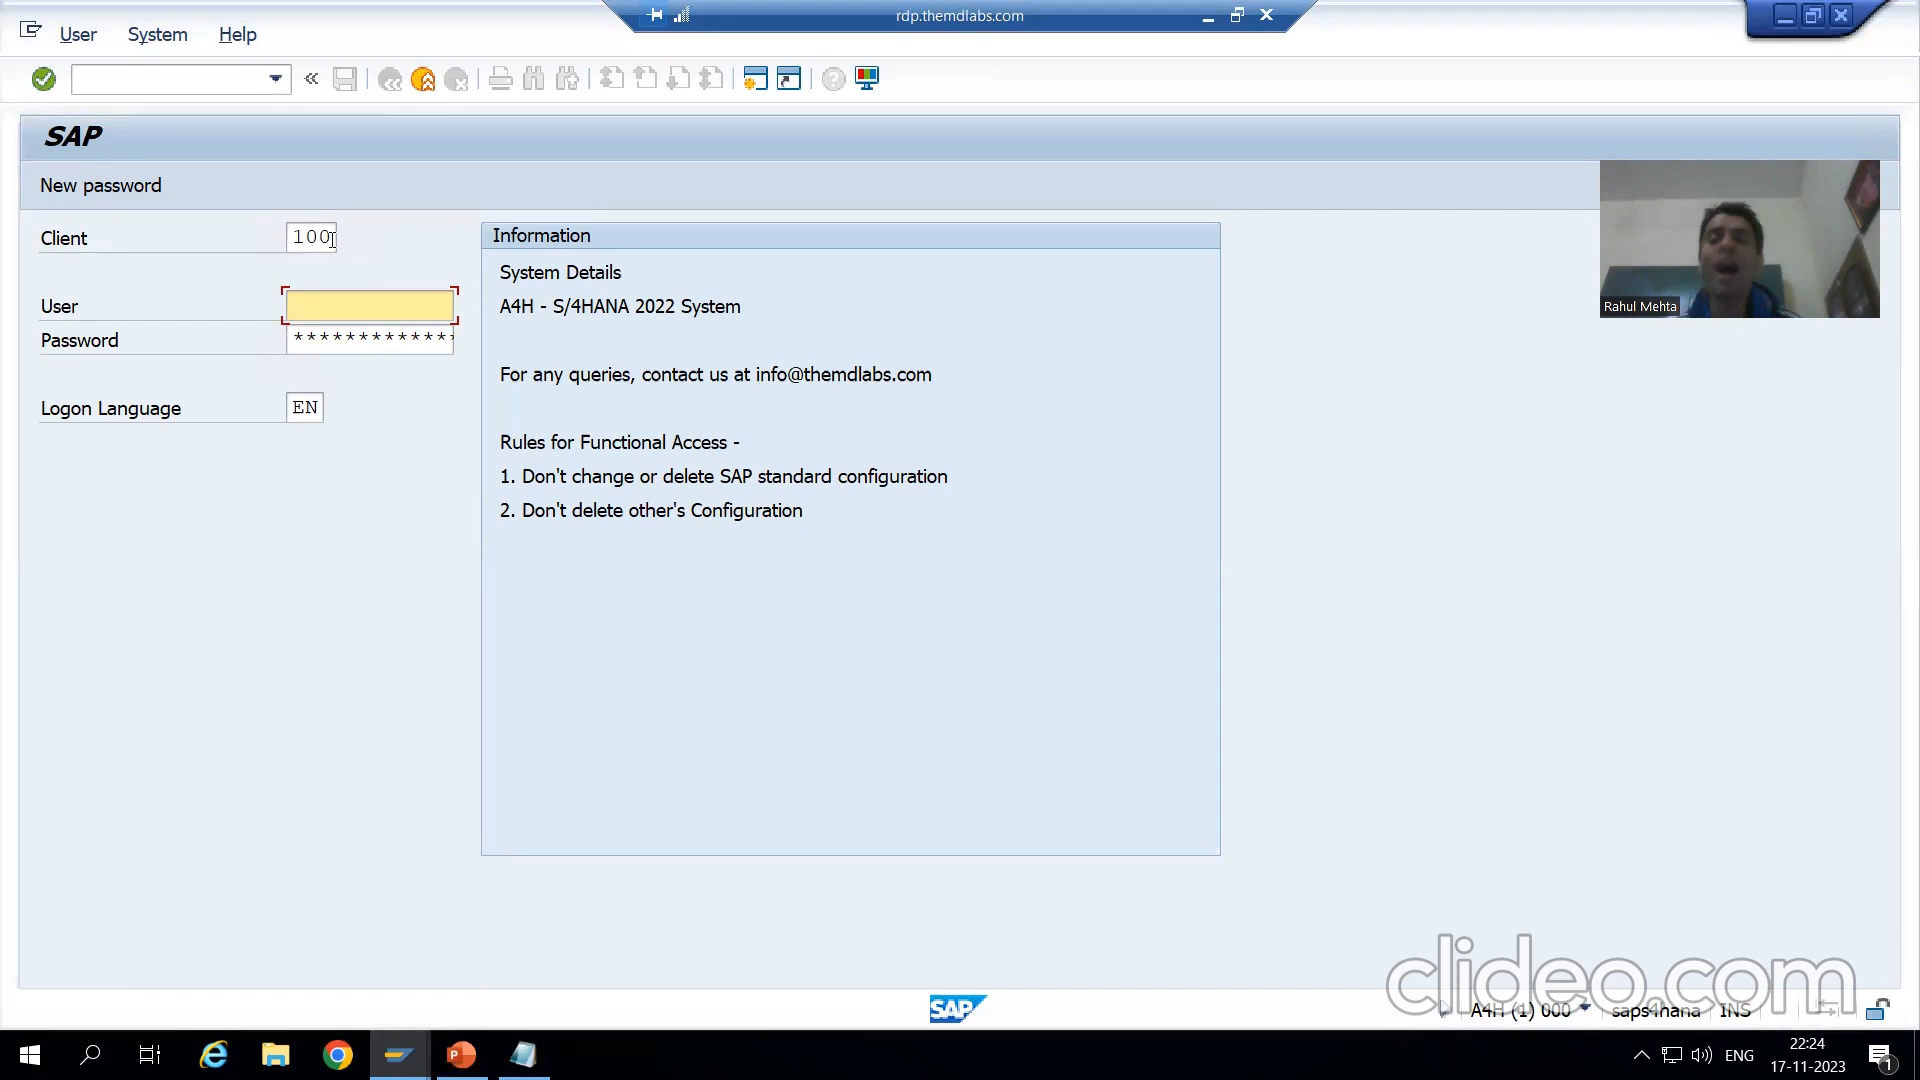 rdp.themdlabs.com
User System Help
SAP
New password
Client 100
User
Password ************
Logon Language EN
Information
System Details
A4H - S/4HANA 2022 System
For any queries, contact us at info@themdlabs.com
Rules for Functional Access -
1. Don't change or delete SAP standard configuration
2. Don't delete other's Configuration
Rahul Mehta
clideo.com
SAP
A4H (1) 000 saps4hana INS
ENG
22:24
17-11-2023
1